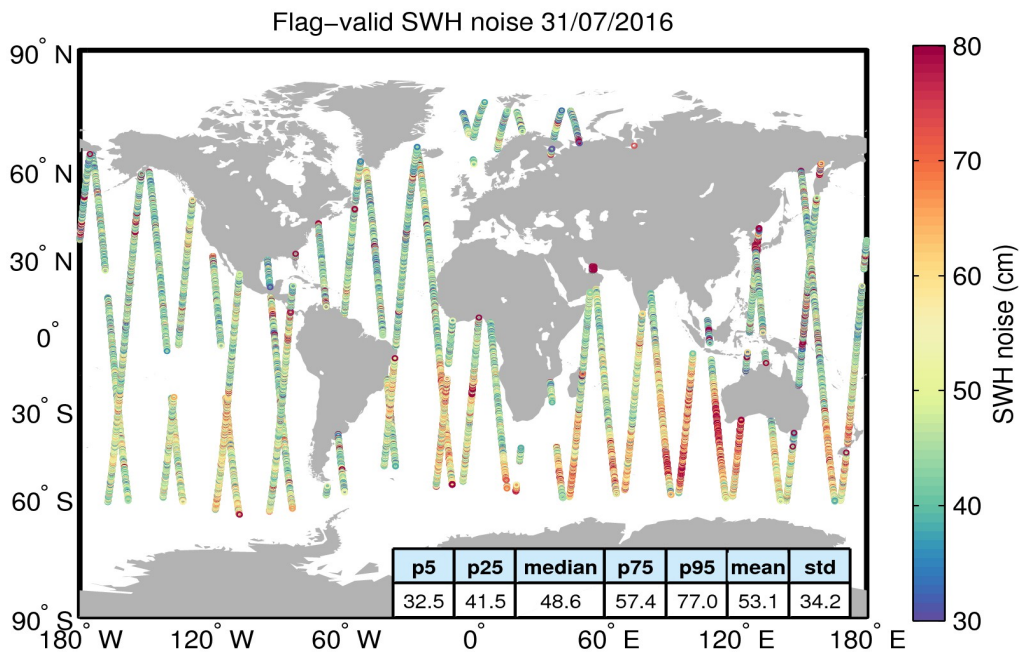 Flag−valid SWH noise 31/07/2016
90° N
60° N
30° N
0°
30° S
60° S
90° S
180° W
120° W
60° W
0°
60° E
120° E
180° E
80
70
60
50
40
30
SWH noise (cm)
p5 p25 median p75 p95 mean std
32.5 41.5 48.6 57.4 77.0 53.1 34.2